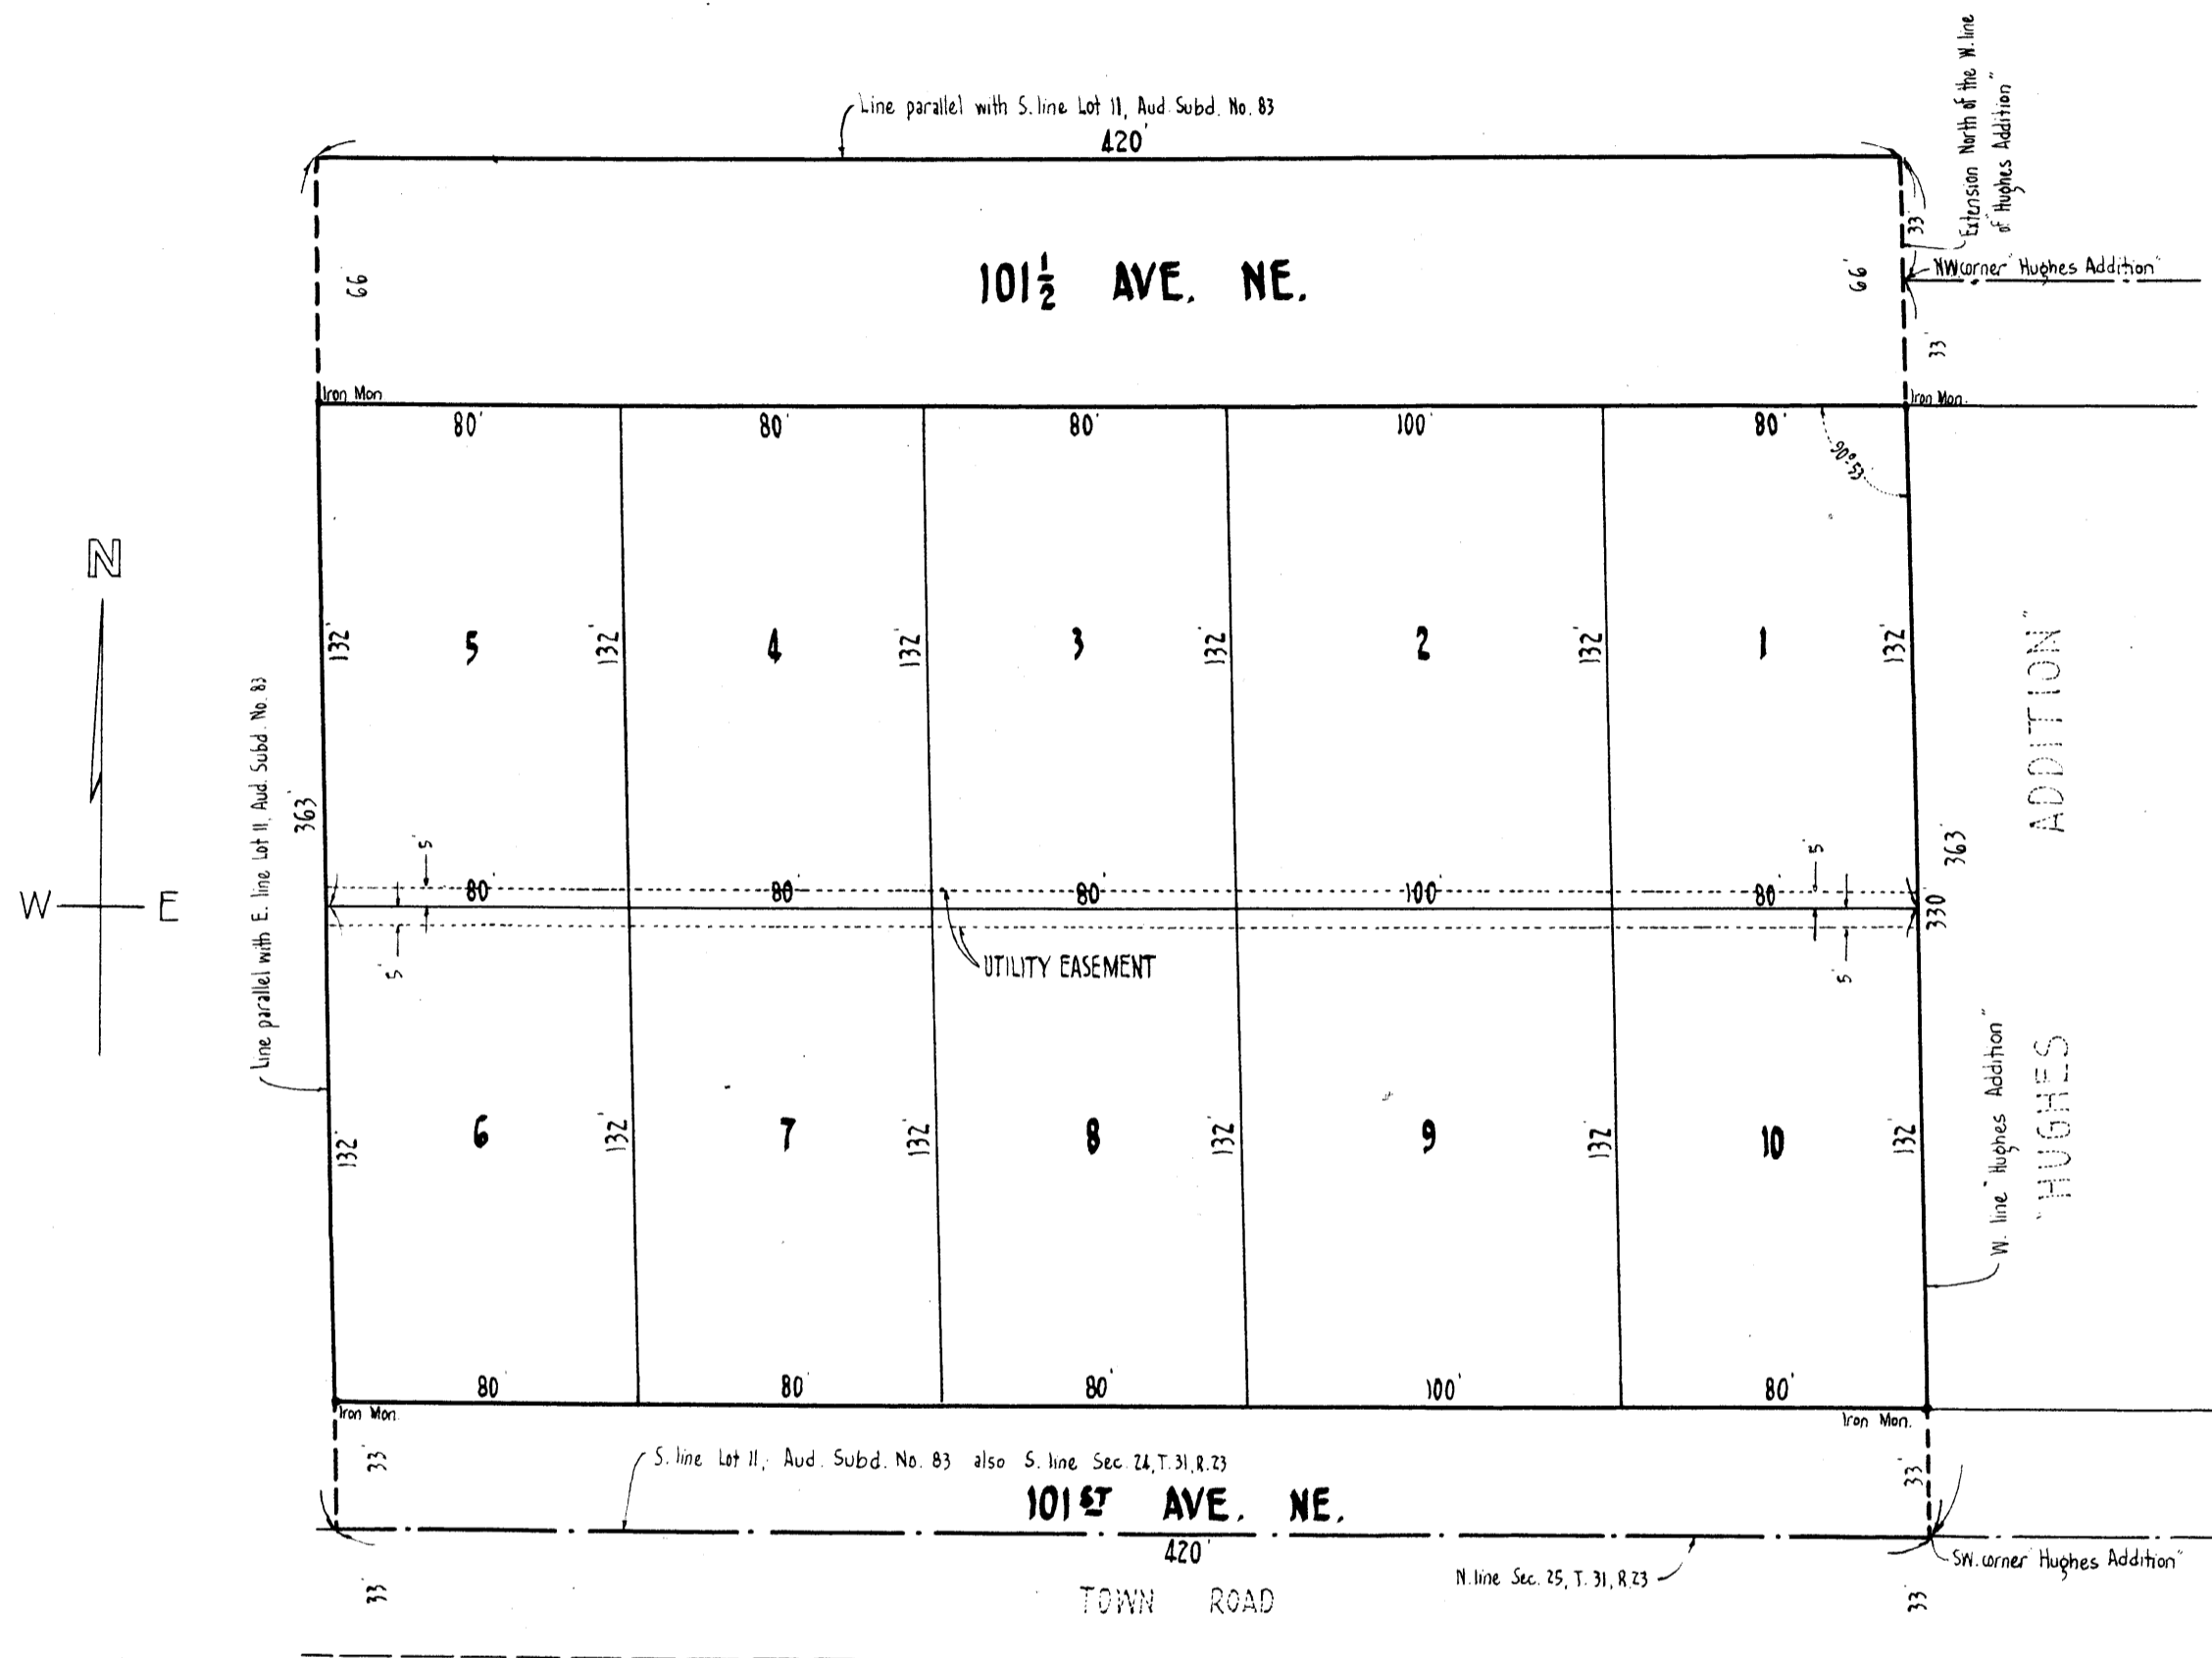 Extension North of the W. line
of "Hughes Addition"
Line parallel with S. line Lot 11, Aud. Subd. No. 83
420'
33'
66'
101½ AVE. NE.
66'
NW corner "Hughes Addition"
33'
Iron Mon.
Iron Mon.
80'
80'
80'
100'
80'
90°53'
N
132'
5
132'
4
132'
3
132'
2
132'
1
132'
"HUGHES ADDITION"
Line parallel with E. line Lot 11, Aud. Subd. No. 83
363'
5'
5'
363'
80'
80'
80'
100'
80'
330'
W
E
5'
UTILITY EASEMENT
5'
W. line "Hughes Addition"
132'
6
132'
7
132'
8
132'
9
132'
10
132'
80'
80'
80'
100'
80'
Iron Mon.
Iron Mon.
33'
S. line Lot 11, Aud. Subd. No. 83 also S. line Sec. 24, T. 31, R. 23
33'
101ST AVE. NE.
420'
SW. corner "Hughes Addition"
N. line Sec. 25, T. 31, R. 23
33'
TOWN ROAD
33'